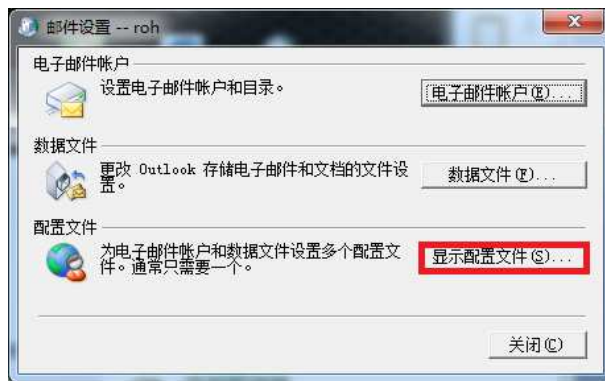 邮件设置 -- roh
电子邮件帐户
设置电子邮件帐户和目录。
电子邮件帐户(E)...
数据文件
更改 Outlook 存储电子邮件和文档的文件设
置。
数据文件(F)...
配置文件
为电子邮件帐户和数据文件设置多个配置文
件。通常只需要一个。
显示配置文件(S)...
关闭(C)